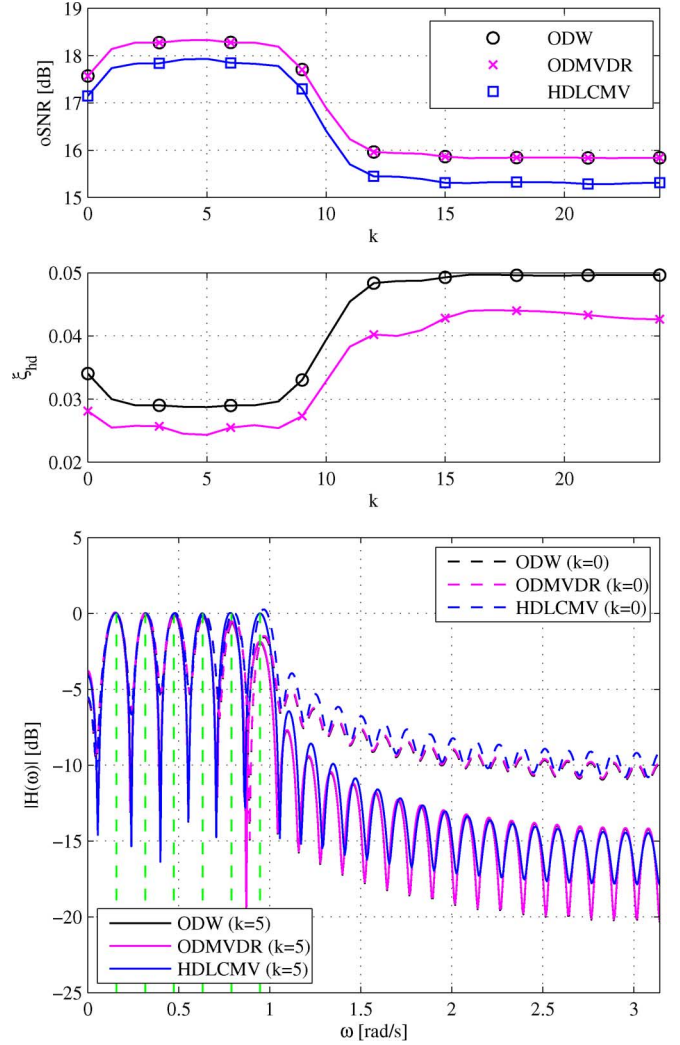 19
18
17
16
15
oSNR [dB]
ODW
ODMVDR
HDLCMV
0 5 10 15 20
k
0.05
0.04
0.03
0.02
ξhd
0 5 10 15 20
k
5
0
−5
−10
−15
−20
−25
|H(ω)| [dB]
ODW (k=0)
ODMVDR (k=0)
HDLCMV (k=0)
ODW (k=5)
ODMVDR (k=5)
HDLCMV (k=5)
0 0.5 1 1.5 2 2.5 3
ω [rad/s]